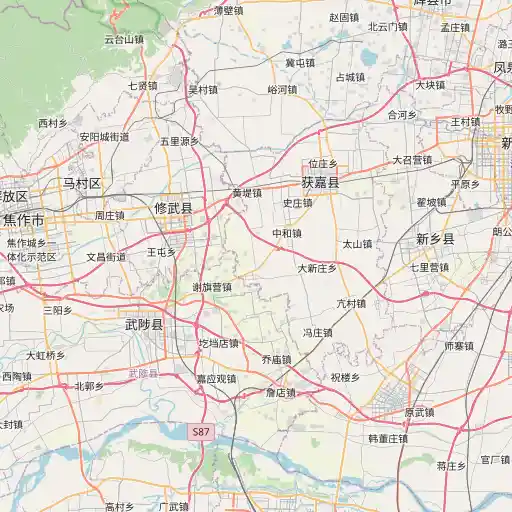 薄壁镇
赵固镇
辉县市
北云门镇
孟庄镇
云台山镇
冀屯镇
占城镇
凤泉
七贤镇
吴村镇
峪河镇
大块镇
合河镇
牧野
王村镇
西村乡
安阳城街道
五里源乡
新
位庄乡
大召营镇
马村区
黄堤镇
获嘉县
平原乡
解放区
焦作市
周庄镇
修武县
史庄镇
翟坡镇
中和镇
太山镇
新乡县
朗公
焦作城乡
一体化示范区
文昌街道
王屯乡
大新庄乡
七里营镇
谢旗营镇
亢村镇
三阳乡
武陟县
冯庄镇
圪垱店镇
师寨镇
大虹桥乡
乔庙镇
西陶镇
北郭乡
武陟县
嘉应观镇
祝楼乡
詹店镇
原武镇
大封镇
S87
韩董庄镇
官厂镇
蒋庄乡
高村乡
广武镇